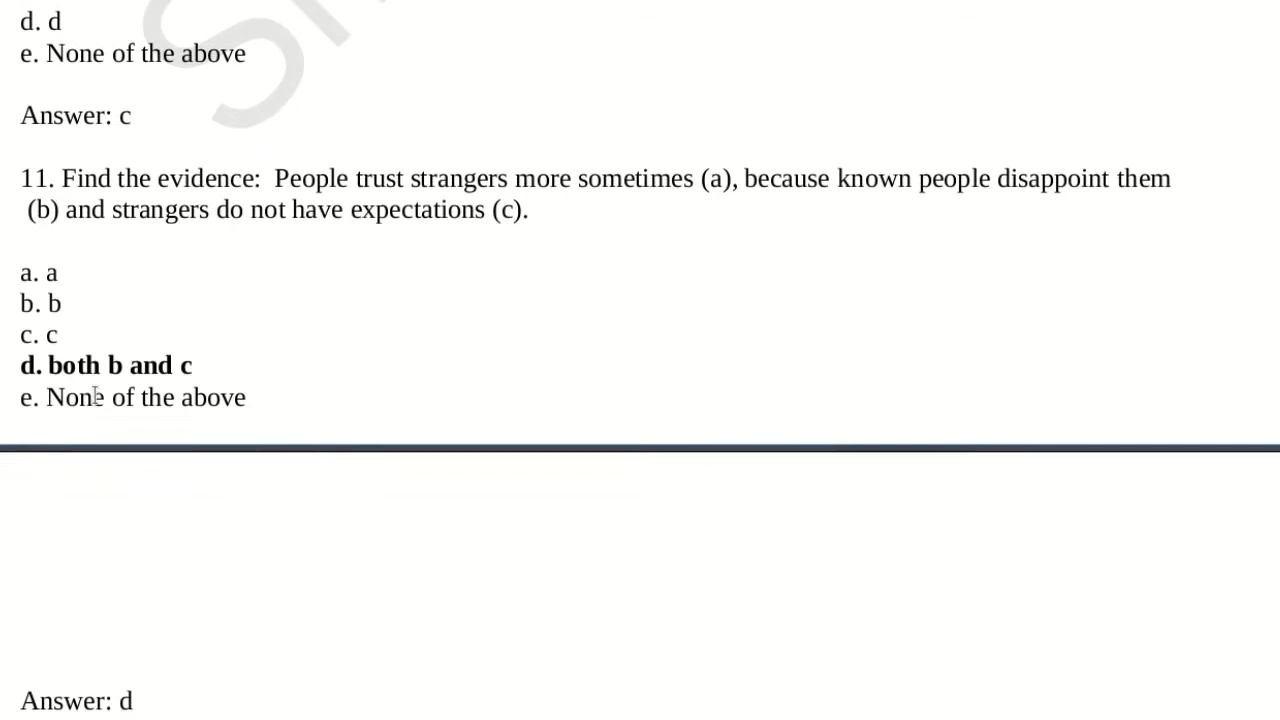 d. d
e. None of the above
Answer: c
11. Find the evidence:  People trust strangers more sometimes (a), because known people disappoint them
(b) and strangers do not have expectations (c).
a. a
b. b
c. c
d. both b and c
e. None of the above
Answer: d